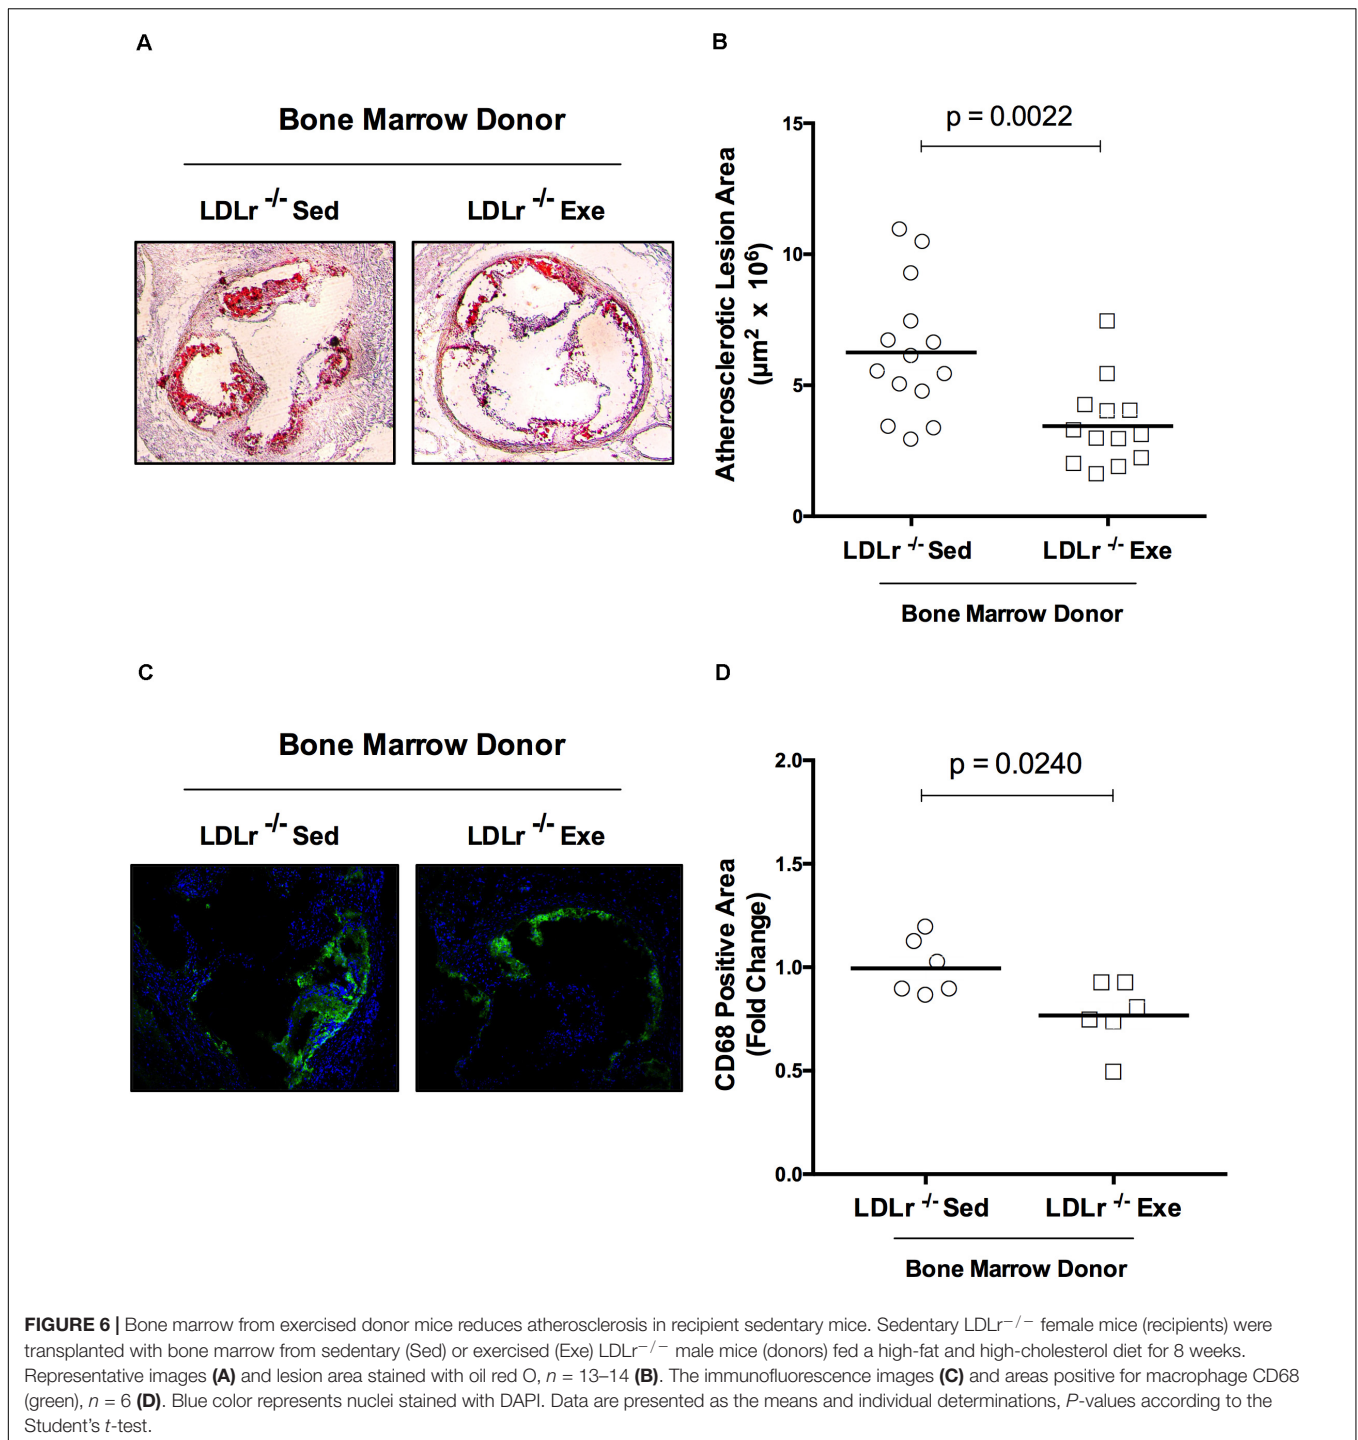 A
Bone Marrow Donor
LDLr -/- Sed
LDLr -/- Exe
B
p = 0.0022
15
10
5
0
Atherosclerotic Lesion Area
(µm² x 10⁶)
LDLr -/- Sed
LDLr -/- Exe
Bone Marrow Donor
C
Bone Marrow Donor
LDLr -/- Sed
LDLr -/- Exe
D
p = 0.0240
2.0
1.5
1.0
0.5
0.0
CD68 Positive Area
(Fold Change)
LDLr -/- Sed
LDLr -/- Exe
Bone Marrow Donor
FIGURE 6 | Bone marrow from exercised donor mice reduces atherosclerosis in recipient sedentary mice. Sedentary LDLr−/− female mice (recipients) were
transplanted with bone marrow from sedentary (Sed) or exercised (Exe) LDLr−/− male mice (donors) fed a high-fat and high-cholesterol diet for 8 weeks.
Representative images (A) and lesion area stained with oil red O, n = 13–14 (B). The immunofluorescence images (C) and areas positive for macrophage CD68
(green), n = 6 (D). Blue color represents nuclei stained with DAPI. Data are presented as the means and individual determinations, P-values according to the
Student's t-test.